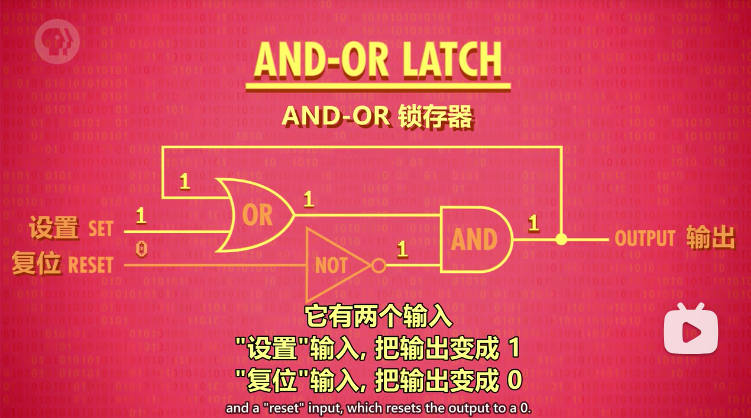 AND-OR LATCH
AND-OR 锁存器
1
1
OR
1
设置 SET
0
复位 RESET
NOT
1
AND
1
OUTPUT 输出
它有两个输入
"设置"输入, 把输出变成 1
"复位"输入, 把输出变成 0
and a "reset" input, which resets the output to a 0.